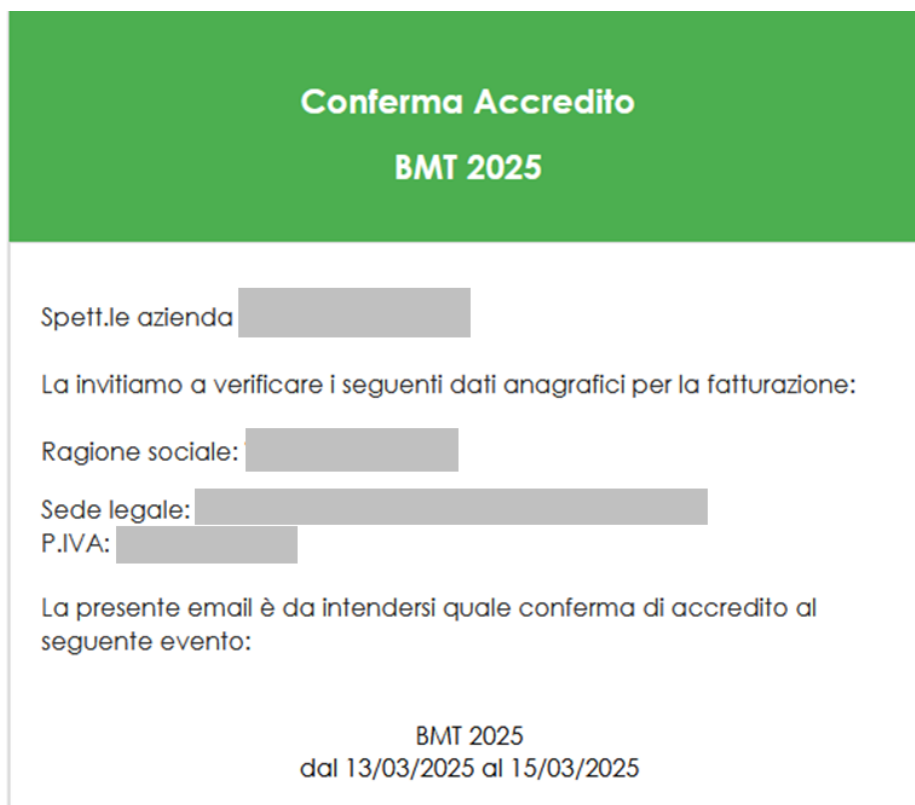 Conferma Accredito
BMT 2025
Spett.le azienda
La invitiamo a verificare i seguenti dati anagrafici per la fatturazione:
Ragione sociale:
Sede legale:
P.IVA:
La presente email è da intendersi quale conferma di accredito al
seguente evento:
BMT 2025
dal 13/03/2025 al 15/03/2025